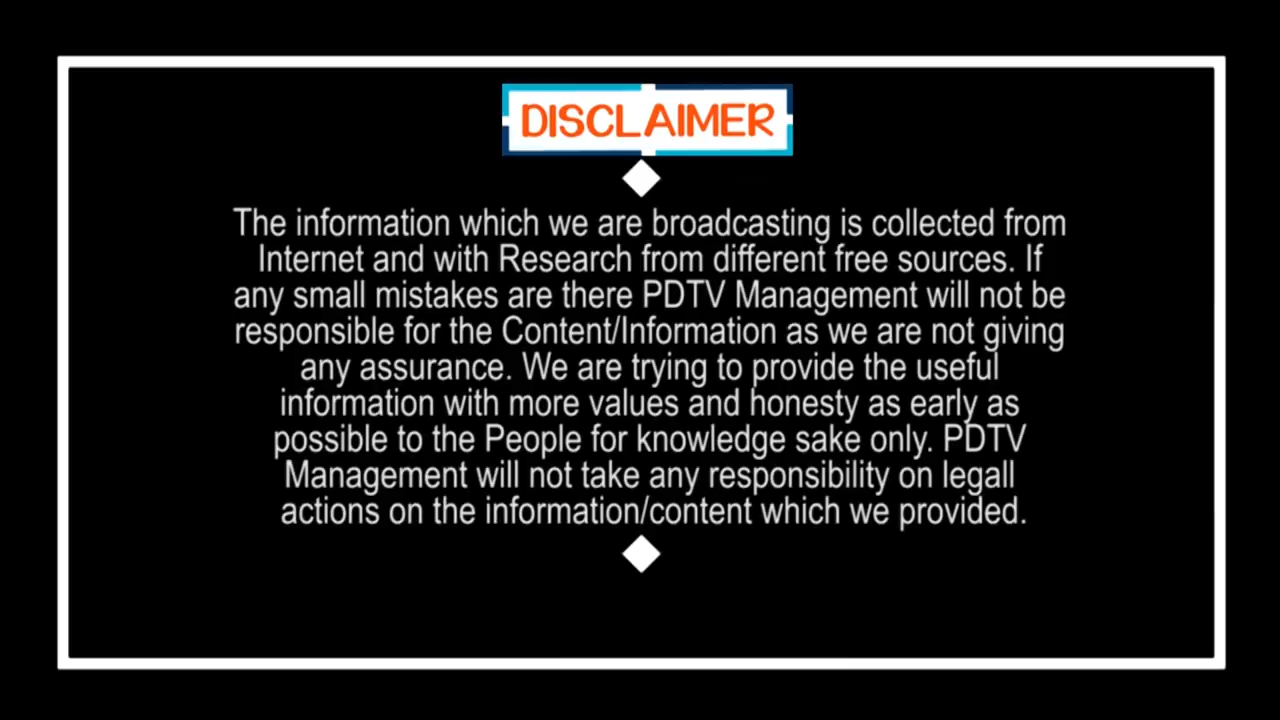 DISCLAIMER
The information which we are broadcasting is collected from
Internet and with Research from different free sources. If
any small mistakes are there PDTV Management will not be
responsible for the Content/Information as we are not giving
any assurance. We are trying to provide the useful
information with more values and honesty as early as
possible to the People for knowledge sake only. PDTV
Management will not take any responsibility on legall
actions on the information/content which we provided.